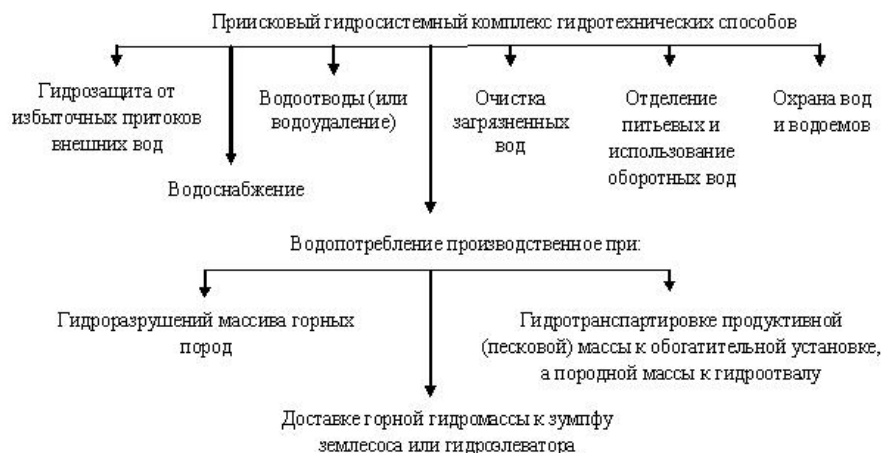 Приисковый гидросистемный комплекс гидротехнических способов
Гидрозащита от
избыточных притоков
внешних вод
Водоснабжение
Водоотводы (или
водоудаление)
Очистка
загрязненных
вод
Отделение
питьевых и
использование
оборотных вод
Охрана вод
и водоемов
Водопотребление производственное при:
Гидроразрушений массива горных
пород
Доставке горной гидромассы к зумпфу
землесоса или гидроэлеватора
Гидротранспартировке продуктивной
(песковой) массы к обогатительной установке,
а породной массы к гидроотвалу